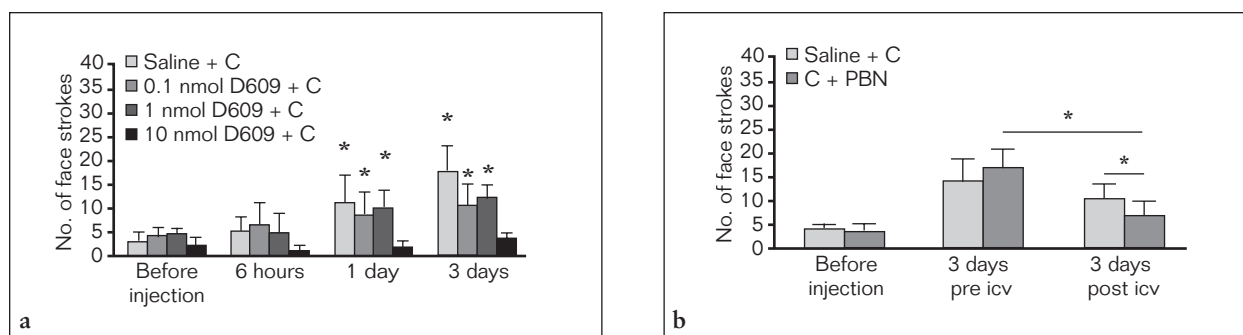 Saline + C
0.1 nmol D609 + C
1 nmol D609 + C
10 nmol D609 + C
No. of face strokes
40
35
30
25
20
15
10
5
0
* * *
* * *
Before injection
6 hours
1 day
3 days
a
Saline + C
C + PBN
No. of face strokes
40
35
30
25
20
15
10
5
0
*
*
Before injection
3 days pre icv
3 days post icv
b